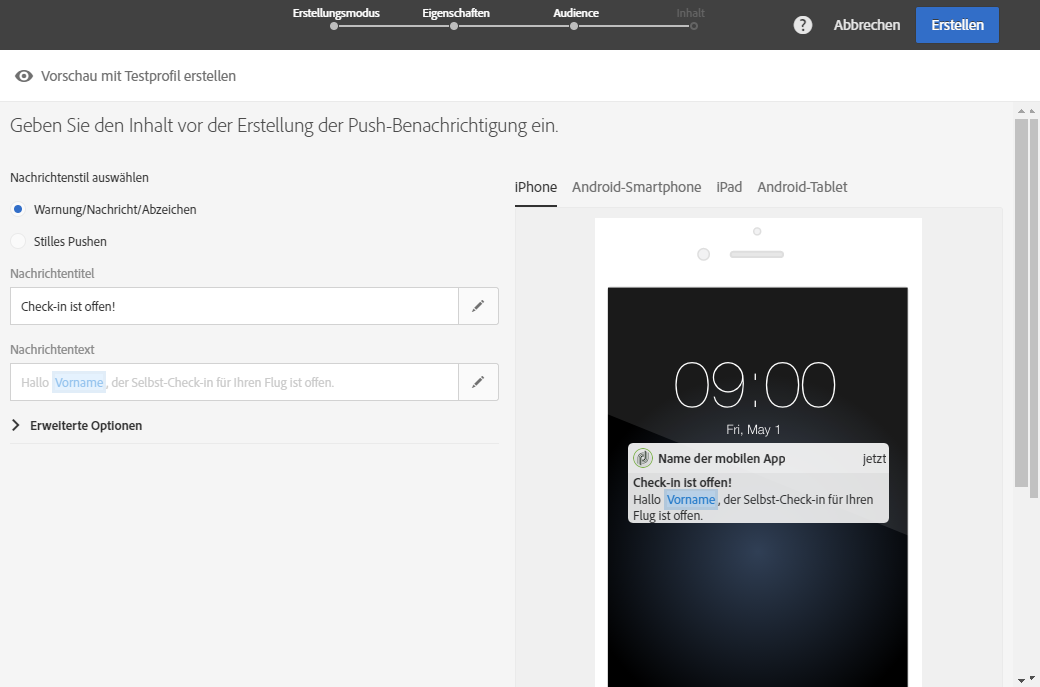 Erstellungsmodus Eigenschaften Audience Inhalt
? Abbrechen Erstellen
Vorschau mit Testprofil erstellen
Geben Sie den Inhalt vor der Erstellung der Push-Benachrichtigung ein.
Nachrichtenstil auswählen
Warnung/Nachricht/Abzeichen
Stilles Pushen
Nachrichtentitel
Check-in ist offen!
Nachrichtentext
Hallo Vorname, der Selbst-Check-in für Ihren Flug ist offen.
Erweiterte Optionen
iPhone Android-Smartphone iPad Android-Tablet
09:00
Fri, May 1
Name der mobilen App jetzt
Check-in ist offen!
Hallo Vorname, der Selbst-Check-in für Ihren
Flug ist offen.